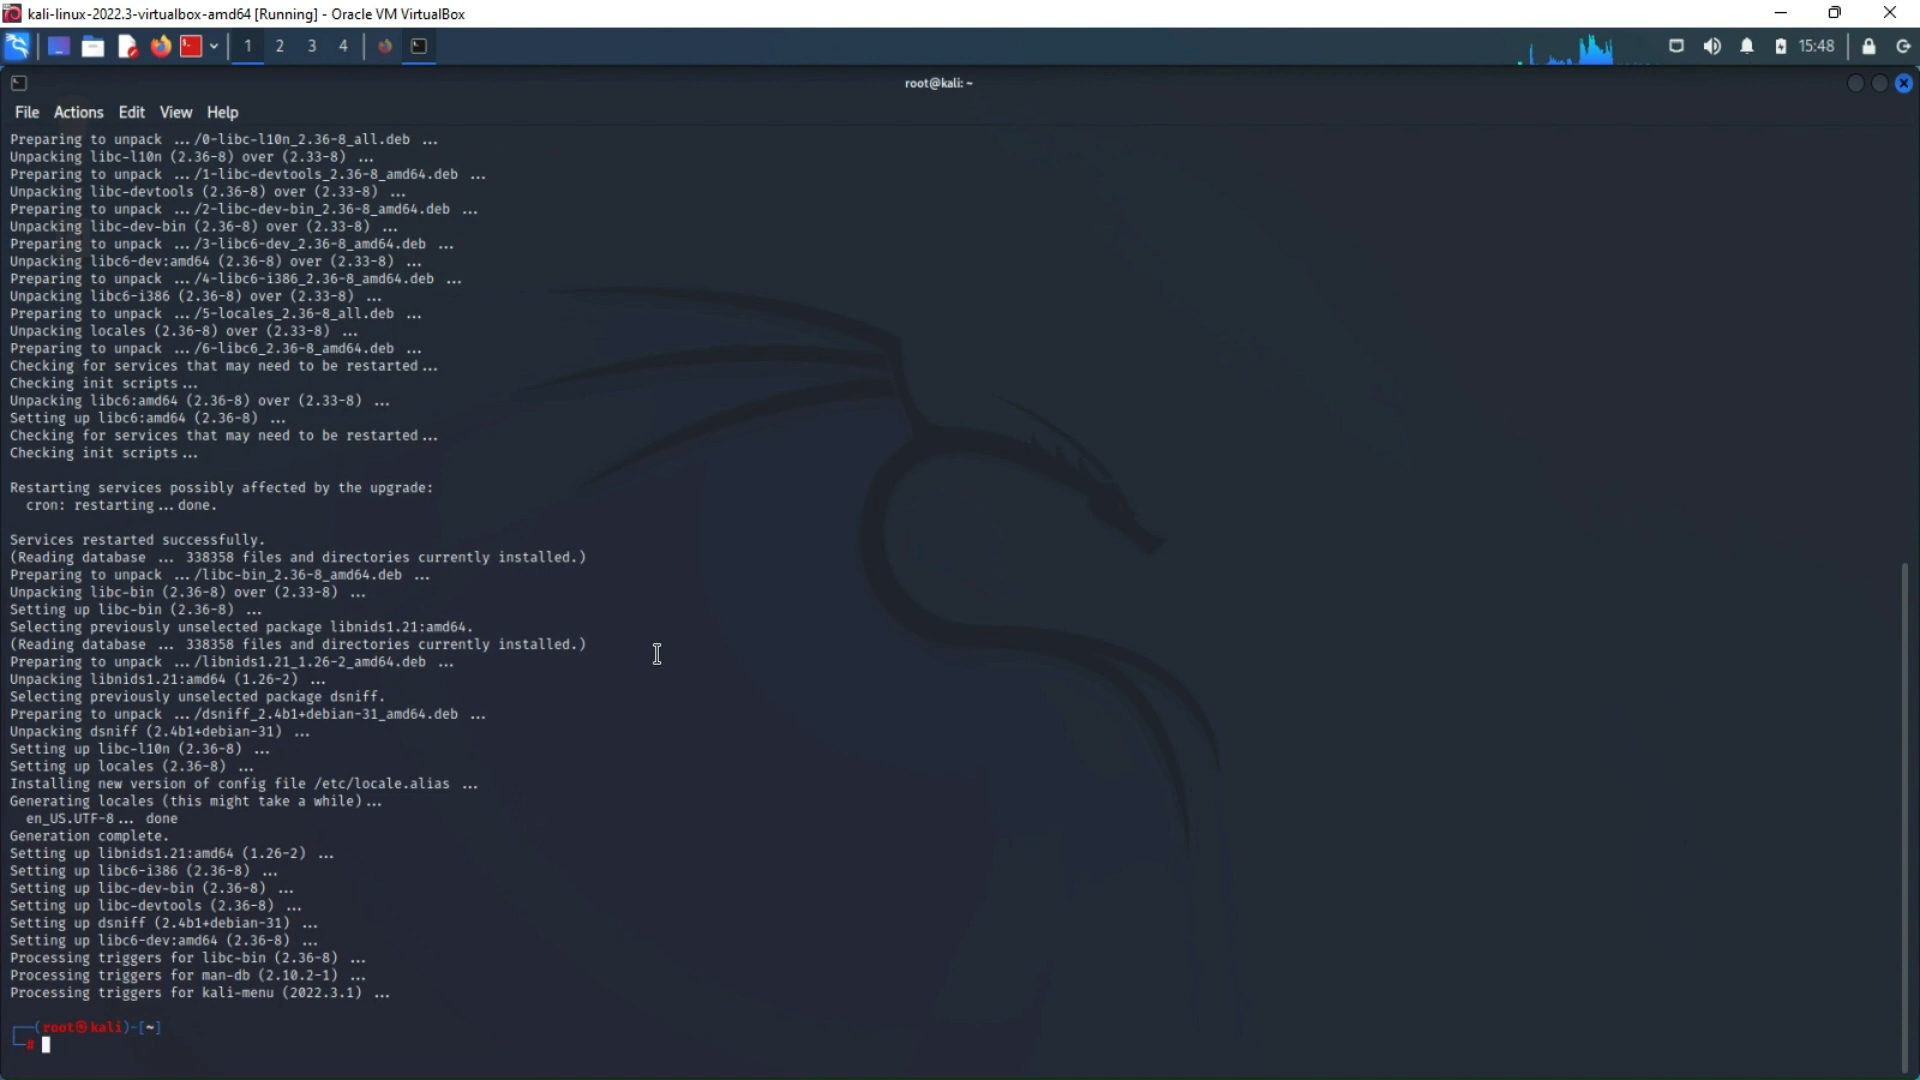 kali-linux-2022.3-virtualbox-amd64 [Running] - Oracle VM VirtualBox
1 2 3 4 15:48
root@kali: ~
File Actions Edit View Help
Preparing to unpack .../0-libc-l10n_2.36-8_all.deb ...
Unpacking libc-l10n (2.36-8) over (2.33-8) ...
Preparing to unpack .../1-libc-devtools_2.36-8_amd64.deb ...
Unpacking libc-devtools (2.36-8) over (2.33-8) ...
Preparing to unpack .../2-libc-dev-bin_2.36-8_amd64.deb ...
Unpacking libc-dev-bin (2.36-8) over (2.33-8) ...
Preparing to unpack .../3-libc6-dev_2.36-8_amd64.deb ...
Unpacking libc6-dev:amd64 (2.36-8) over (2.33-8) ...
Preparing to unpack .../4-libc6-i386_2.36-8_amd64.deb ...
Unpacking libc6-i386 (2.36-8) over (2.33-8) ...
Preparing to unpack .../5-locales_2.36-8_all.deb ...
Unpacking locales (2.36-8) over (2.33-8) ...
Preparing to unpack .../6-libc6_2.36-8_amd64.deb ...
Checking for services that may need to be restarted...
Checking init scripts...
Unpacking libc6:amd64 (2.36-8) over (2.33-8) ...
Setting up libc6:amd64 (2.36-8) ...
Checking for services that may need to be restarted...
Checking init scripts...
Restarting services possibly affected by the upgrade:
cron: restarting...done.
Services restarted successfully.
(Reading database ... 338358 files and directories currently installed.)
Preparing to unpack .../libc-bin_2.36-8_amd64.deb ...
Unpacking libc-bin (2.36-8) over (2.33-8) ...
Setting up libc-bin (2.36-8) ...
Selecting previously unselected package libnids1.21:amd64.
(Reading database ... 338358 files and directories currently installed.)
Preparing to unpack .../libnids1.21_1.26-2_amd64.deb ...
Unpacking libnids1.21:amd64 (1.26-2) ...
Selecting previously unselected package dsniff.
Preparing to unpack .../dsniff_2.4b1+debian-31_amd64.deb ...
Unpacking dsniff (2.4b1+debian-31) ...
Setting up libc-l10n (2.36-8) ...
Setting up locales (2.36-8) ...
Installing new version of config file /etc/locale.alias ...
Generating locales (this might take a while)...
en_US.UTF-8... done
Generation complete.
Setting up libnids1.21:amd64 (1.26-2) ...
Setting up libc6-i386 (2.36-8) ...
Setting up libc-dev-bin (2.36-8) ...
Setting up libc-devtools (2.36-8) ...
Setting up dsniff (2.4b1+debian-31) ...
Setting up libc6-dev:amd64 (2.36-8) ...
Processing triggers for libc-bin (2.36-8) ...
Processing triggers for man-db (2.10.2-1) ...
Processing triggers for kali-menu (2022.3.1) ...
┌──(root㉿kali)-[~]
└─#